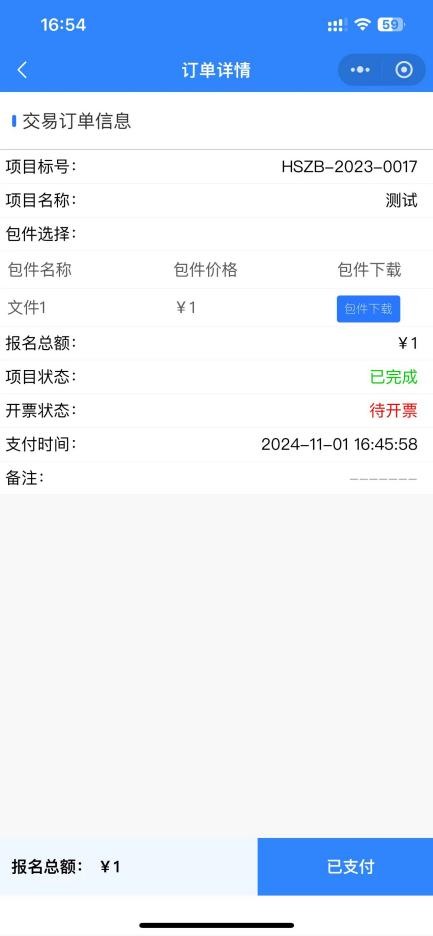 16:54
59
订单详情
交易订单信息
项目标号： HSZB-2023-0017
项目名称： 测试
包件选择：
包件名称 包件价格 包件下载
文件1 ¥1 包件下载
报名总额： ¥1
项目状态： 已完成
开票状态： 待开票
支付时间： 2024-11-01 16:45:58
备注： -------
报名总额： ¥1 已支付